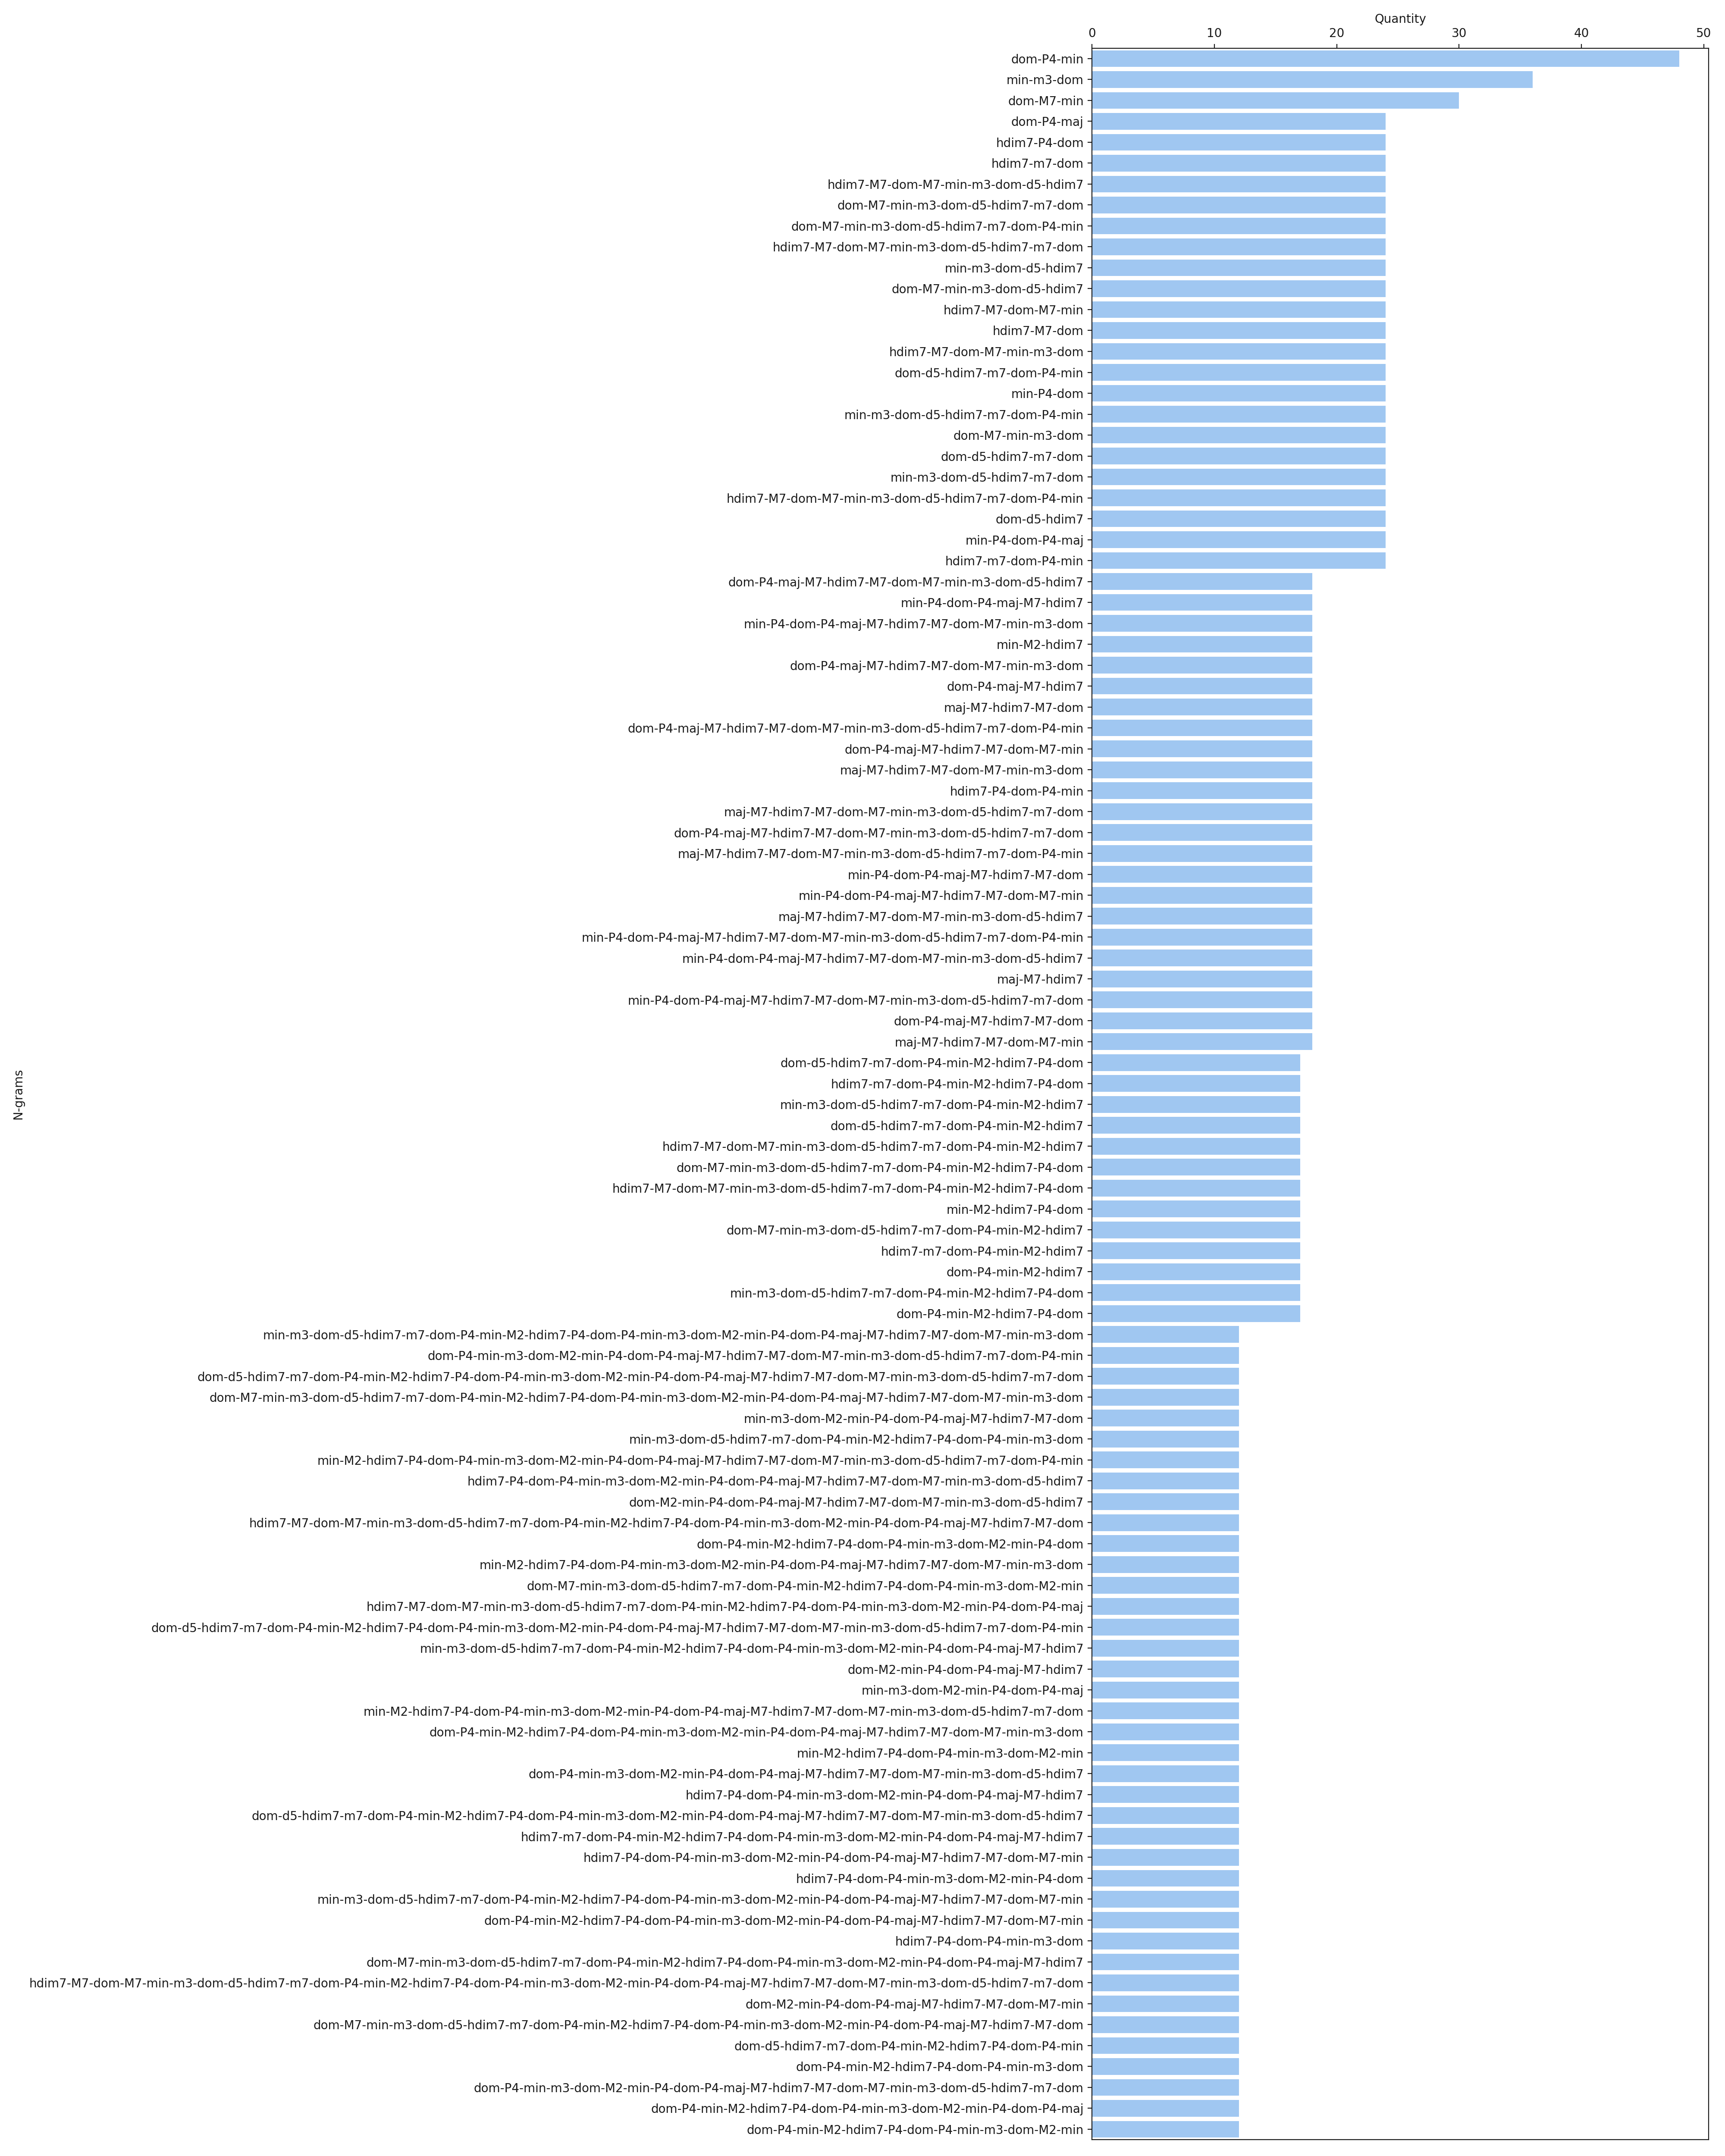 Quantity
0 10 20 30 40 50
dom-P4-min
min-m3-dom
dom-M7-min
dom-P4-maj
hdim7-P4-dom
hdim7-m7-dom
hdim7-M7-dom-M7-min-m3-dom-d5-hdim7
dom-M7-min-m3-dom-d5-hdim7-m7-dom
dom-M7-min-m3-dom-d5-hdim7-m7-dom-P4-min
hdim7-M7-dom-M7-min-m3-dom-d5-hdim7-m7-dom
min-m3-dom-d5-hdim7
dom-M7-min-m3-dom-d5-hdim7
hdim7-M7-dom-M7-min
hdim7-M7-dom
hdim7-M7-dom-M7-min-m3-dom
dom-d5-hdim7-m7-dom-P4-min
min-P4-dom
min-m3-dom-d5-hdim7-m7-dom-P4-min
dom-M7-min-m3-dom
dom-d5-hdim7-m7-dom
min-m3-dom-d5-hdim7-m7-dom
hdim7-M7-dom-M7-min-m3-dom-d5-hdim7-m7-dom-P4-min
dom-d5-hdim7
min-P4-dom-P4-maj
hdim7-m7-dom-P4-min
dom-P4-maj-M7-hdim7-M7-dom-M7-min-m3-dom-d5-hdim7
min-P4-dom-P4-maj-M7-hdim7
min-P4-dom-P4-maj-M7-hdim7-M7-dom-M7-min-m3-dom
min-M2-hdim7
dom-P4-maj-M7-hdim7-M7-dom-M7-min-m3-dom
dom-P4-maj-M7-hdim7
maj-M7-hdim7-M7-dom
dom-P4-maj-M7-hdim7-M7-dom-M7-min-m3-dom-d5-hdim7-m7-dom-P4-min
dom-P4-maj-M7-hdim7-M7-dom-M7-min
maj-M7-hdim7-M7-dom-M7-min-m3-dom
hdim7-P4-dom-P4-min
maj-M7-hdim7-M7-dom-M7-min-m3-dom-d5-hdim7-m7-dom
dom-P4-maj-M7-hdim7-M7-dom-M7-min-m3-dom-d5-hdim7-m7-dom
maj-M7-hdim7-M7-dom-M7-min-m3-dom-d5-hdim7-m7-dom-P4-min
min-P4-dom-P4-maj-M7-hdim7-M7-dom
min-P4-dom-P4-maj-M7-hdim7-M7-dom-M7-min
maj-M7-hdim7-M7-dom-M7-min-m3-dom-d5-hdim7
min-P4-dom-P4-maj-M7-hdim7-M7-dom-M7-min-m3-dom-d5-hdim7-m7-dom-P4-min
min-P4-dom-P4-maj-M7-hdim7-M7-dom-M7-min-m3-dom-d5-hdim7
maj-M7-hdim7
min-P4-dom-P4-maj-M7-hdim7-M7-dom-M7-min-m3-dom-d5-hdim7-m7-dom
dom-P4-maj-M7-hdim7-M7-dom
maj-M7-hdim7-M7-dom-M7-min
dom-d5-hdim7-m7-dom-P4-min-M2-hdim7-P4-dom
hdim7-m7-dom-P4-min-M2-hdim7-P4-dom
N-grams
min-m3-dom-d5-hdim7-m7-dom-P4-min-M2-hdim7
dom-d5-hdim7-m7-dom-P4-min-M2-hdim7
hdim7-M7-dom-M7-min-m3-dom-d5-hdim7-m7-dom-P4-min-M2-hdim7
dom-M7-min-m3-dom-d5-hdim7-m7-dom-P4-min-M2-hdim7-P4-dom
hdim7-M7-dom-M7-min-m3-dom-d5-hdim7-m7-dom-P4-min-M2-hdim7-P4-dom
min-M2-hdim7-P4-dom
dom-M7-min-m3-dom-d5-hdim7-m7-dom-P4-min-M2-hdim7
hdim7-m7-dom-P4-min-M2-hdim7
dom-P4-min-M2-hdim7
min-m3-dom-d5-hdim7-m7-dom-P4-min-M2-hdim7-P4-dom
dom-P4-min-M2-hdim7-P4-dom
min-m3-dom-d5-hdim7-m7-dom-P4-min-M2-hdim7-P4-dom-P4-min-m3-dom-M2-min-P4-dom-P4-maj-M7-hdim7-M7-dom-M7-min-m3-dom
dom-P4-min-m3-dom-M2-min-P4-dom-P4-maj-M7-hdim7-M7-dom-M7-min-m3-dom-d5-hdim7-m7-dom-P4-min
dom-d5-hdim7-m7-dom-P4-min-M2-hdim7-P4-dom-P4-min-m3-dom-M2-min-P4-dom-P4-maj-M7-hdim7-M7-dom-M7-min-m3-dom-d5-hdim7-m7-dom
dom-M7-min-m3-dom-d5-hdim7-m7-dom-P4-min-M2-hdim7-P4-dom-P4-min-m3-dom-M2-min-P4-dom-P4-maj-M7-hdim7-M7-dom-M7-min-m3-dom
min-m3-dom-M2-min-P4-dom-P4-maj-M7-hdim7-M7-dom
min-m3-dom-d5-hdim7-m7-dom-P4-min-M2-hdim7-P4-dom-P4-min-m3-dom
min-M2-hdim7-P4-dom-P4-min-m3-dom-M2-min-P4-dom-P4-maj-M7-hdim7-M7-dom-M7-min-m3-dom-d5-hdim7-m7-dom-P4-min
hdim7-P4-dom-P4-min-m3-dom-M2-min-P4-dom-P4-maj-M7-hdim7-M7-dom-M7-min-m3-dom-d5-hdim7
dom-M2-min-P4-dom-P4-maj-M7-hdim7-M7-dom-M7-min-m3-dom-d5-hdim7
hdim7-M7-dom-M7-min-m3-dom-d5-hdim7-m7-dom-P4-min-M2-hdim7-P4-dom-P4-min-m3-dom-M2-min-P4-dom-P4-maj-M7-hdim7-M7-dom
dom-P4-min-M2-hdim7-P4-dom-P4-min-m3-dom-M2-min-P4-dom
min-M2-hdim7-P4-dom-P4-min-m3-dom-M2-min-P4-dom-P4-maj-M7-hdim7-M7-dom-M7-min-m3-dom
dom-M7-min-m3-dom-d5-hdim7-m7-dom-P4-min-M2-hdim7-P4-dom-P4-min-m3-dom-M2-min
hdim7-M7-dom-M7-min-m3-dom-d5-hdim7-m7-dom-P4-min-M2-hdim7-P4-dom-P4-min-m3-dom-M2-min-P4-dom-P4-maj
dom-d5-hdim7-m7-dom-P4-min-M2-hdim7-P4-dom-P4-min-m3-dom-M2-min-P4-dom-P4-maj-M7-hdim7-M7-dom-M7-min-m3-dom-d5-hdim7-m7-dom-P4-min
min-m3-dom-d5-hdim7-m7-dom-P4-min-M2-hdim7-P4-dom-P4-min-m3-dom-M2-min-P4-dom-P4-maj-M7-hdim7
dom-M2-min-P4-dom-P4-maj-M7-hdim7
min-m3-dom-M2-min-P4-dom-P4-maj
min-M2-hdim7-P4-dom-P4-min-m3-dom-M2-min-P4-dom-P4-maj-M7-hdim7-M7-dom-M7-min-m3-dom-d5-hdim7-m7-dom
dom-P4-min-M2-hdim7-P4-dom-P4-min-m3-dom-M2-min-P4-dom-P4-maj-M7-hdim7-M7-dom-M7-min-m3-dom
min-M2-hdim7-P4-dom-P4-min-m3-dom-M2-min
dom-P4-min-m3-dom-M2-min-P4-dom-P4-maj-M7-hdim7-M7-dom-M7-min-m3-dom-d5-hdim7
hdim7-P4-dom-P4-min-m3-dom-M2-min-P4-dom-P4-maj-M7-hdim7
dom-d5-hdim7-m7-dom-P4-min-M2-hdim7-P4-dom-P4-min-m3-dom-M2-min-P4-dom-P4-maj-M7-hdim7-M7-dom-M7-min-m3-dom-d5-hdim7
hdim7-m7-dom-P4-min-M2-hdim7-P4-dom-P4-min-m3-dom-M2-min-P4-dom-P4-maj-M7-hdim7
hdim7-P4-dom-P4-min-m3-dom-M2-min-P4-dom-P4-maj-M7-hdim7-M7-dom-M7-min
hdim7-P4-dom-P4-min-m3-dom-M2-min-P4-dom
min-m3-dom-d5-hdim7-m7-dom-P4-min-M2-hdim7-P4-dom-P4-min-m3-dom-M2-min-P4-dom-P4-maj-M7-hdim7-M7-dom-M7-min
dom-P4-min-M2-hdim7-P4-dom-P4-min-m3-dom-M2-min-P4-dom-P4-maj-M7-hdim7-M7-dom-M7-min
hdim7-P4-dom-P4-min-m3-dom
dom-M7-min-m3-dom-d5-hdim7-m7-dom-P4-min-M2-hdim7-P4-dom-P4-min-m3-dom-M2-min-P4-dom-P4-maj-M7-hdim7
hdim7-M7-dom-M7-min-m3-dom-d5-hdim7-m7-dom-P4-min-M2-hdim7-P4-dom-P4-min-m3-dom-M2-min-P4-dom-P4-maj-M7-hdim7-M7-dom-M7-min-m3-dom-d5-hdim7-m7-dom
dom-M2-min-P4-dom-P4-maj-M7-hdim7-M7-dom-M7-min
dom-M7-min-m3-dom-d5-hdim7-m7-dom-P4-min-M2-hdim7-P4-dom-P4-min-m3-dom-M2-min-P4-dom-P4-maj-M7-hdim7-M7-dom
dom-d5-hdim7-m7-dom-P4-min-M2-hdim7-P4-dom-P4-min
dom-P4-min-M2-hdim7-P4-dom-P4-min-m3-dom
dom-P4-min-m3-dom-M2-min-P4-dom-P4-maj-M7-hdim7-M7-dom-M7-min-m3-dom-d5-hdim7-m7-dom
dom-P4-min-M2-hdim7-P4-dom-P4-min-m3-dom-M2-min-P4-dom-P4-maj
dom-P4-min-M2-hdim7-P4-dom-P4-min-m3-dom-M2-min